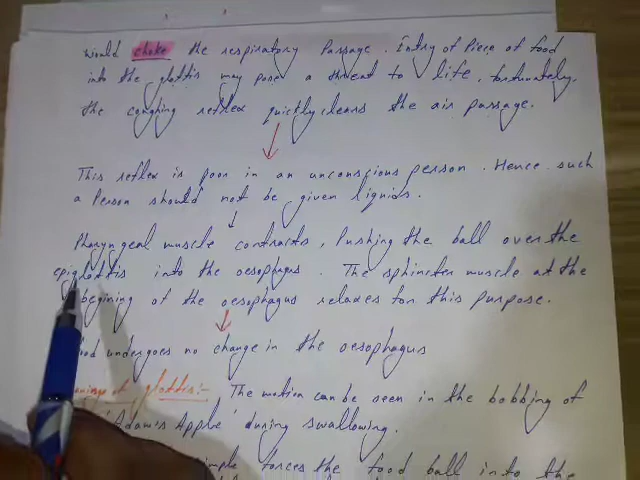 would choke the respiratory Passage. Entry of Piece of food
into the glottis may pose a threat to life, fortunately,
the coughing reflex quickly clears the air passage.
This reflex is poor in an unconscious person. Hence such
a Person should not be given liquids.
Pharyngeal muscle contracts, Pushing the ball over the
epiglottis into the oesophagus. The sphincter muscle at the
begining of the oesophagus relaxes for this purpose.
undergoes no change in the oesophagus
of glottis:- The motion can be seen in the bobbing of
'Adam's Apple' during swallowing.
forces the food ball into the